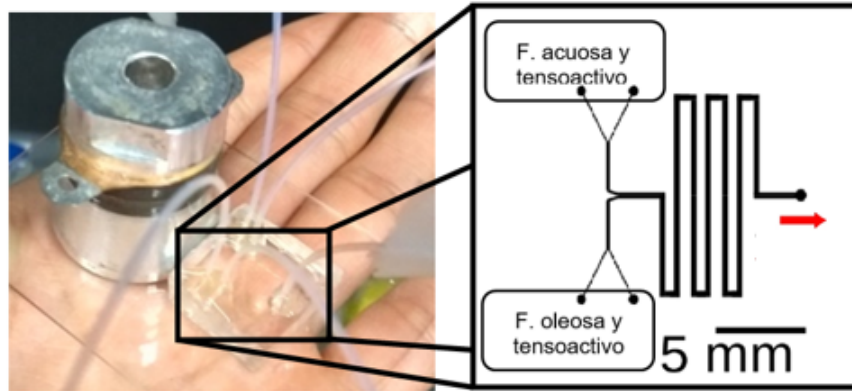 F. acuosa y
tensoactivo
F. oleosa y
tensoactivo
5 mm